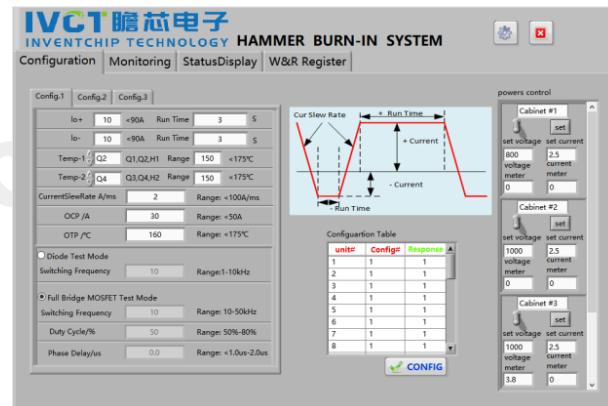 IVCT 瞻芯电子
INVENTCHIP TECHNOLOGY HAMMER BURN-IN SYSTEM
Configuration Monitoring StatusDisplay W&R Register
Config.1 Config.2 Config.3
Io+ 10 <90A Run Time 3 S
Io- 10 <90A Run Time 3 S
Temp-1 Q2 Q1,Q2,H1 Range 150 <175℃
Temp-2 Q4 Q3,Q4,H2 Range 150 <175℃
CurrentSlewRate A/ms 2 Range: <100A/ms
OCP /A 30 Range: <50A
OTP /℃ 160 Range: <175℃
Diode Test Mode
Switching Frequency 10 Range:1-10kHz
Full Bridge MOSFET Test Mode
Switching Frequency 10 Range: 10-50kHz
Duty Cycle/% 50 Range: 50%-80%
Phase Delay/us 0.0 Range: <1.0us-2.0us
Cur Slew Rate + Run Time
+ Current
- Current
- Run Time
Configuartion Table
unit# Config# Response
1 1 1
2 1 1
3 1 1
4 1 1
5 1 1
6 1 1
7 1 1
8 1 1
CONFIG
powers control
Cabinet #1
set
set voltage set current
800 2.5
voltage meter current meter
0 0
Cabinet #2
set
set voltage set current
1000 2.5
voltage meter current meter
0 0
Cabinet #3
set
set voltage set current
1000 2.5
voltage meter current meter
3.8 0